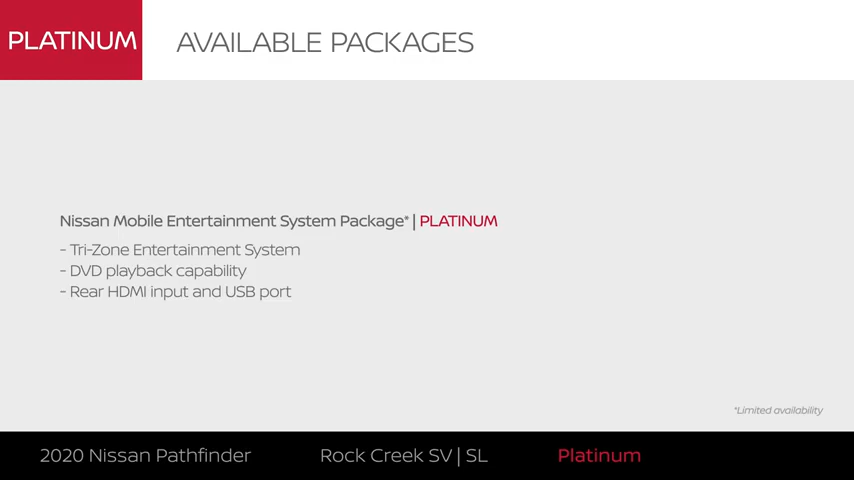 PLATINUM
AVAILABLE PACKAGES
Nissan Mobile Entertainment System Package* | PLATINUM
- Tri-Zone Entertainment System
- DVD playback capability
- Rear HDMI input and USB port
*Limited availability
2020 Nissan Pathfinder Rock Creek SV | SL Platinum